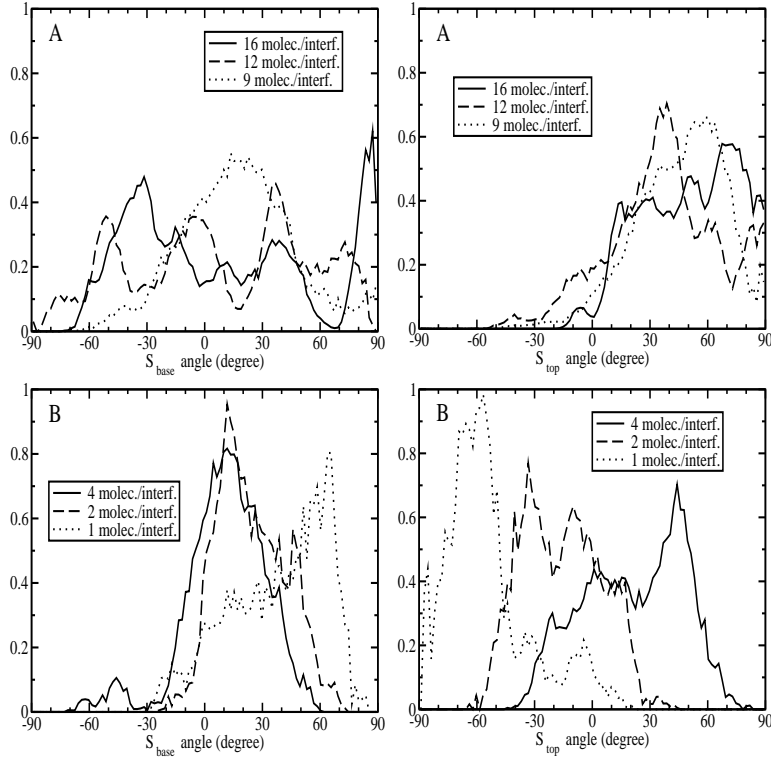 A
16 molec./interf.
12 molec./interf.
9 molec./interf.
1
0.8
0.6
0.4
0.2
0
-90 -60 -30 0 30 60 90
S base angle (degree)
A
16 molec./interf.
12 molec./interf.
9 molec./interf.
1
0.8
0.6
0.4
0.2
0
-90 -60 -30 0 30 60 90
S top angle (degree)
B
4 molec./interf.
2 molec./interf.
1 molec./interf.
1
0.8
0.6
0.4
0.2
0
-90 -60 -30 0 30 60 90
S base angle (degree)
B
4 molec./interf.
2 molec./interf.
1 molec./interf.
1
0.8
0.6
0.4
0.2
0
-90 -60 -30 0 30 60 90
S top angle (degree)